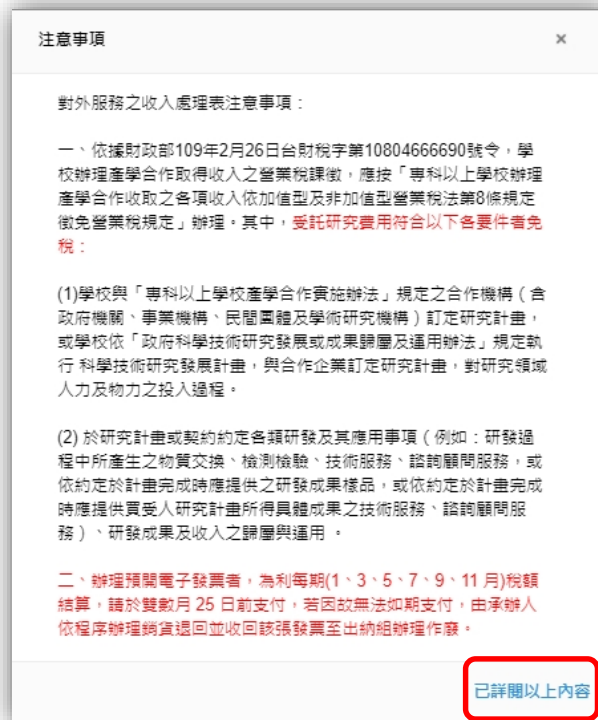 注意事項
×
對外服務之收入處理表注意事項：
一、依據財政部109年2月26日台財稅字第10804666690號令，學
校辦理產學合作取得收入之營業稅課徵，應按「專科以上學校辦理
產學合作收取之各項收入依加值型及非加值型營業稅法第8條規定
徵免營業稅規定」辦理。其中，受託研究費用符合以下各要件者免
稅：
(1)學校與「專科以上學校產學合作實施辦法」規定之合作機構（含
政府機關、事業機構、民間團體及學術研究機構）訂定研究計畫，
或學校依「政府科學技術研究發展或成果歸屬及運用辦法」規定執
行 科學技術研究發展計畫，與合作企業訂定研究計畫，對研究領域
人力及物力之投入過程。
(2) 於研究計畫或契約約定各類研發及其應用事項（例如：研發過
程中所產生之物質交換、檢測檢驗、技術服務、諮詢顧問服務，或
依約定於計畫完成時應提供之研發成果樣品，或依約定於計畫完成
時應提供買受人研究計畫所得具體成果之技術服務、諮詢顧問服
務）、研發成果及收入之歸屬與運用 。
二、辦理預開電子發票者，為利每期(1、3、5、7、9、11 月)稅額
結算，請於雙數月 25 日前支付，若因故無法如期支付，由承辦人
依程序辦理銷貨退回並收回該張發票至出納組辦理作廢。
已詳閱以上內容